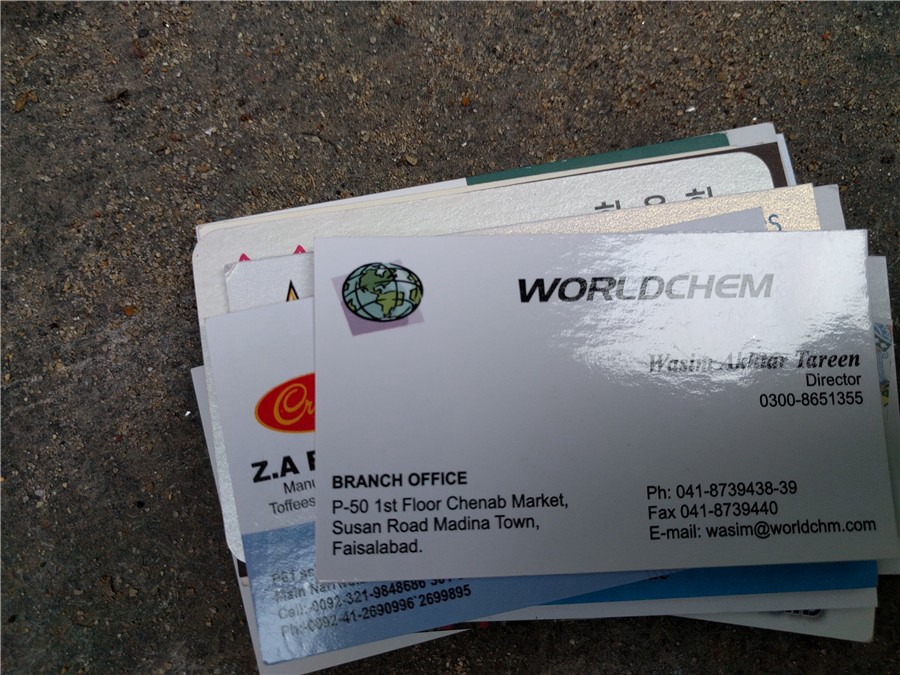 WORLDCHEM
Wasim Akhtar Tareen
Director
0300-8651355
BRANCH OFFICE
P-50 1st Floor Chenab Market,
Susan Road Madina Town,
Faisalabad.
Ph: 041-8739438-39
Fax 041-8739440
E-mail: wasim@worldchm.com
Z.A
Toffees
Main
Cell: 0092-321-9848686
Ph: 0092-41-2690996 2699895